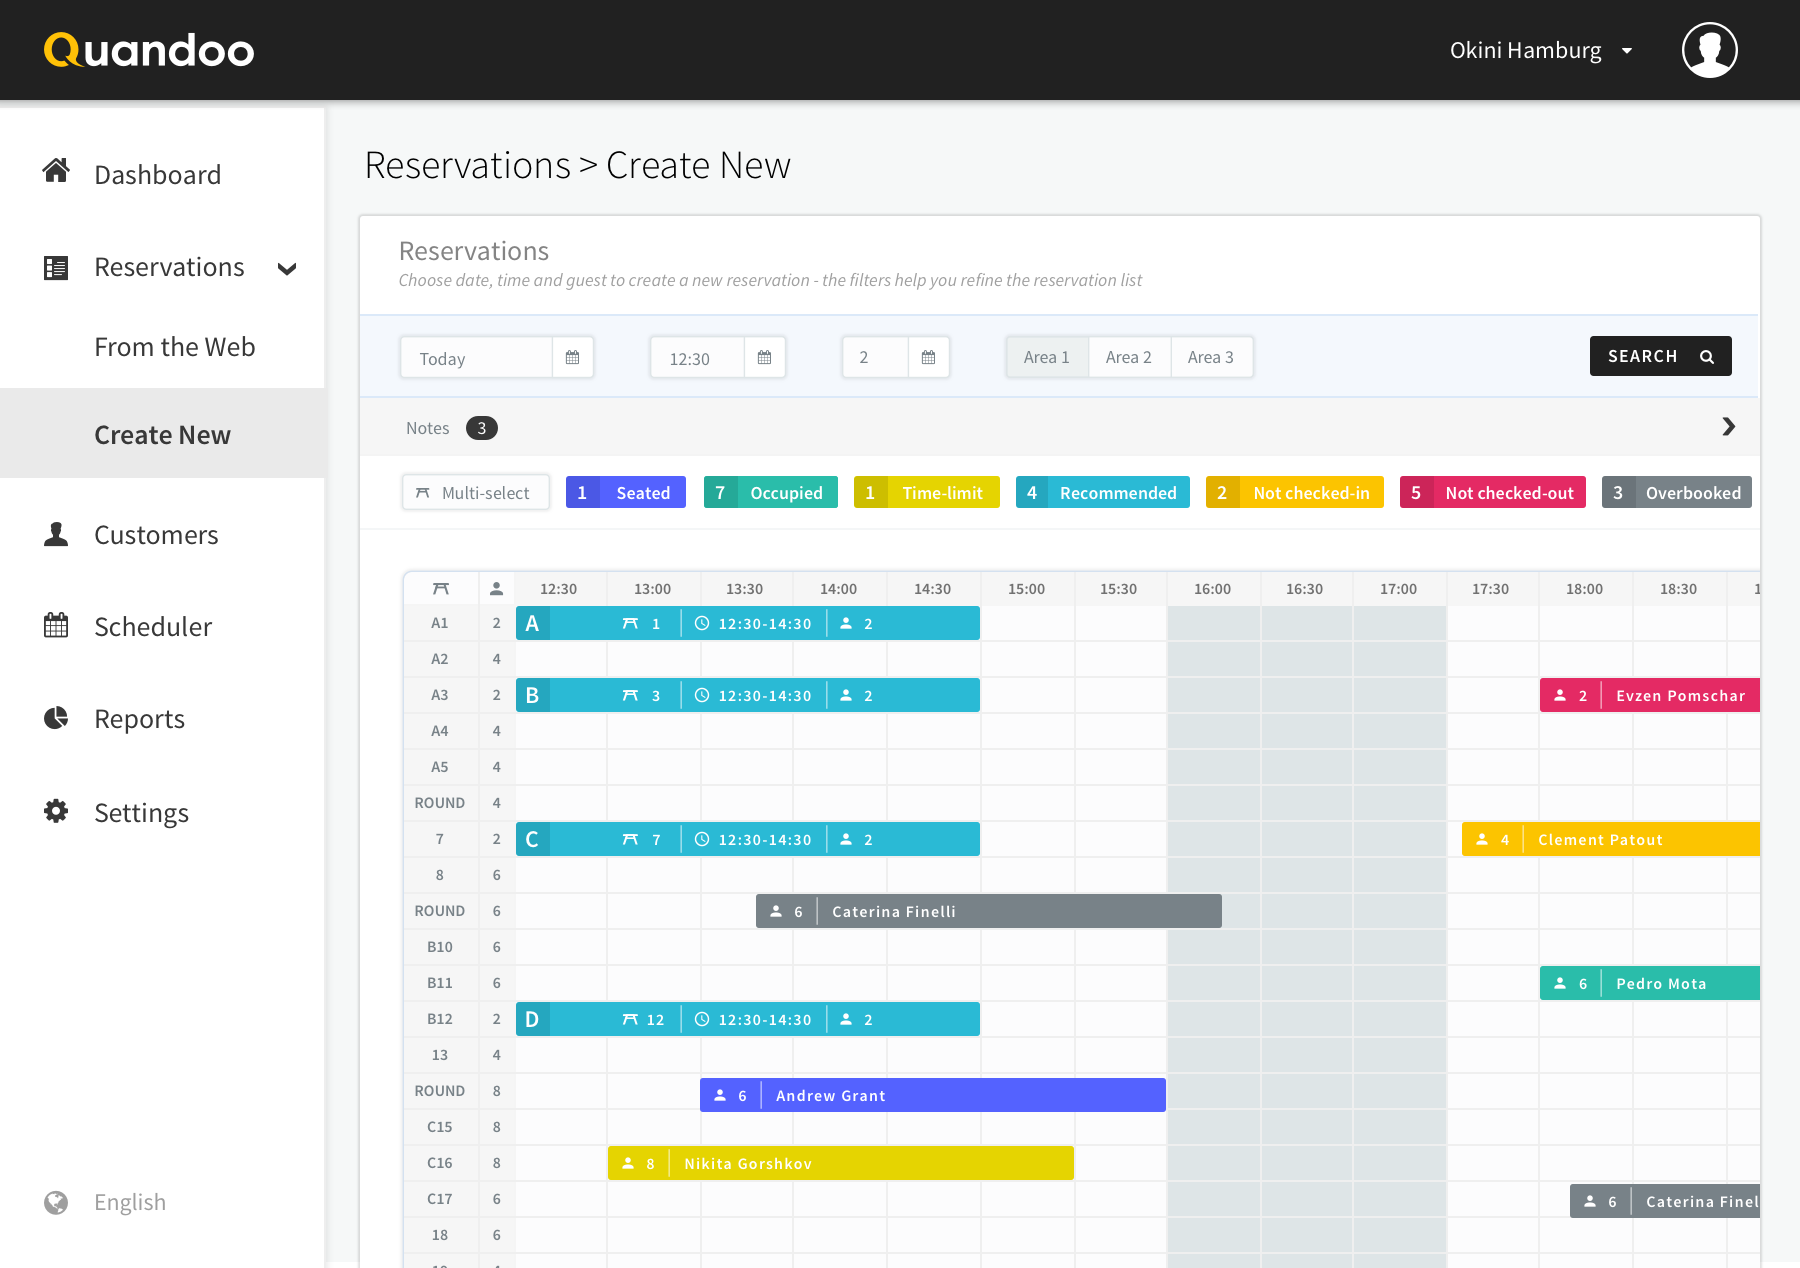 Quandoo
Okini Hamburg
Dashboard
Reservations
From the Web
Create New
Customers
Scheduler
Reports
Settings
English
Reservations > Create New
Reservations
Choose date, time and guest to create a new reservation - the filters help you refine the reservation list
Today 12:30 2 Area 1 Area 2 Area 3 SEARCH
Notes 3
Multi-select 1 Seated 7 Occupied 1 Time-limit 4 Recommended 2 Not checked-in 5 Not checked-out 3 Overbooked
12:30 13:00 13:30 14:00 14:30 15:00 15:30 16:00 16:30 17:00 17:30 18:00 18:30
A1 2 A 1 12:30-14:30 2
A2 4
A3 2 B 3 12:30-14:30 2 2 Evzen Pomschar
A4 4
A5 4
ROUND 4
7 2 C 7 12:30-14:30 2 4 Clement Patout
8 6
ROUND 6 6 Caterina Finelli
B10 6
B11 6 6 Pedro Mota
B12 2 D 12 12:30-14:30 2
13 4
ROUND 8 6 Andrew Grant
C15 8
C16 8 8 Nikita Gorshkov
C17 6 6 Caterina Finel
18 6